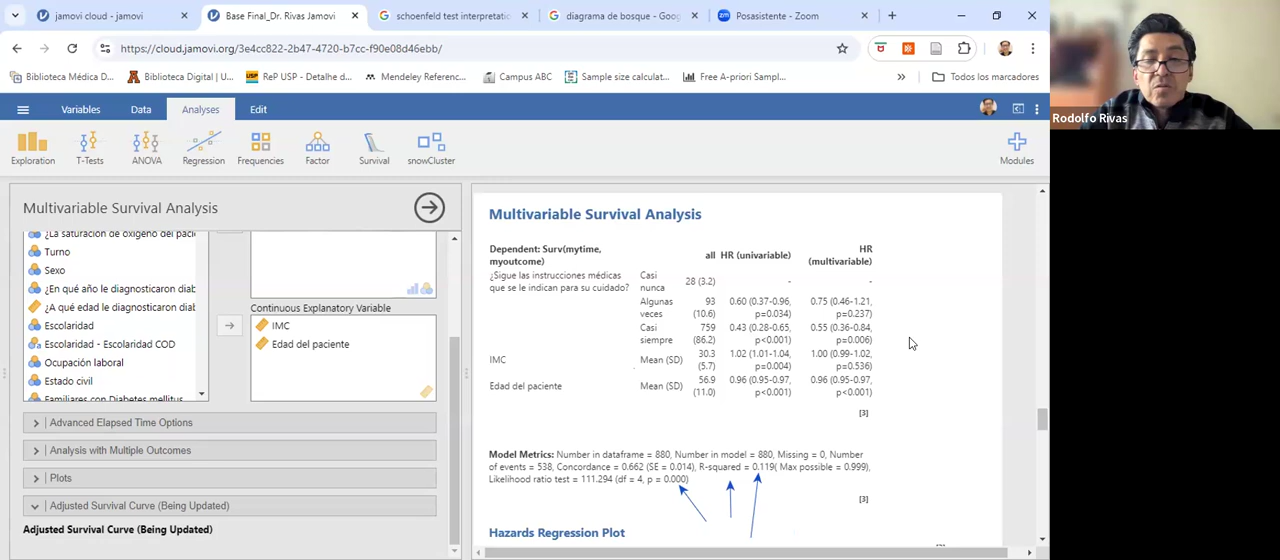 jamovi cloud - jamovi
Base Final_Dr. Rivas Jamovi
schoenfeld test interpretatio
diagrama de bosque - Goog
Posasistente - Zoom
https://cloud.jamovi.org/3e4cc822-2b47-4720-b7cc-f90e08d46ebb/
Biblioteca Médica D...
Biblioteca Digital | U...
ReP USP - Detalhe d...
Mendeley Referenc...
Campus ABC
Sample size calculat...
Free A-priori Sampl...
Todos los marcadores
Variables
Data
Analyses
Edit
Exploration
T-Tests
ANOVA
Regression
Frequencies
Factor
Survival
snowCluster
Modules
Rodolfo Rivas
Multivariable Survival Analysis
¿La saturación de oxígeno del paci
Turno
Sexo
¿En qué año le diagnosticaron diab
¿A qué edad le diagnosticaron diab
Escolaridad
Escolaridad - Escolaridad COD
Ocupación laboral
Estado civil
Familiares con Diabetes mellitus
Continuous Explanatory Variable
IMC
Edad del paciente
Advanced Elapsed Time Options
Analysis with Multiple Outcomes
Plots
Adjusted Survival Curve (Being Updated)
Adjusted Survival Curve (Being Updated)
Multivariable Survival Analysis
Dependent: Surv(mytime, myoutcome) all HR (univariable) HR (multivariable)
¿Sigue las instrucciones médicas que se le indican para su cuidado? Casi nunca 28 (3.2) - -
Algunas veces 93 (10.6) 0.60 (0.37-0.96, p=0.034) 0.75 (0.46-1.21, p=0.237)
Casi siempre 759 (86.2) 0.43 (0.28-0.65, p<0.001) 0.55 (0.36-0.84, p=0.006)
IMC Mean (SD) 30.3 (5.7) 1.02 (1.01-1.04, p=0.004) 1.00 (0.99-1.02, p=0.536)
Edad del paciente Mean (SD) 56.9 (11.0) 0.96 (0.95-0.97, p<0.001) 0.96 (0.95-0.97, p<0.001)
[3]
Model Metrics: Number in dataframe = 880, Number in model = 880, Missing = 0, Number
of events = 538, Concordance = 0.662 (SE = 0.014), R-squared = 0.119( Max possible = 0.999),
Likelihood ratio test = 111.294 (df = 4, p = 0.000)
[3]
Hazards Regression Plot